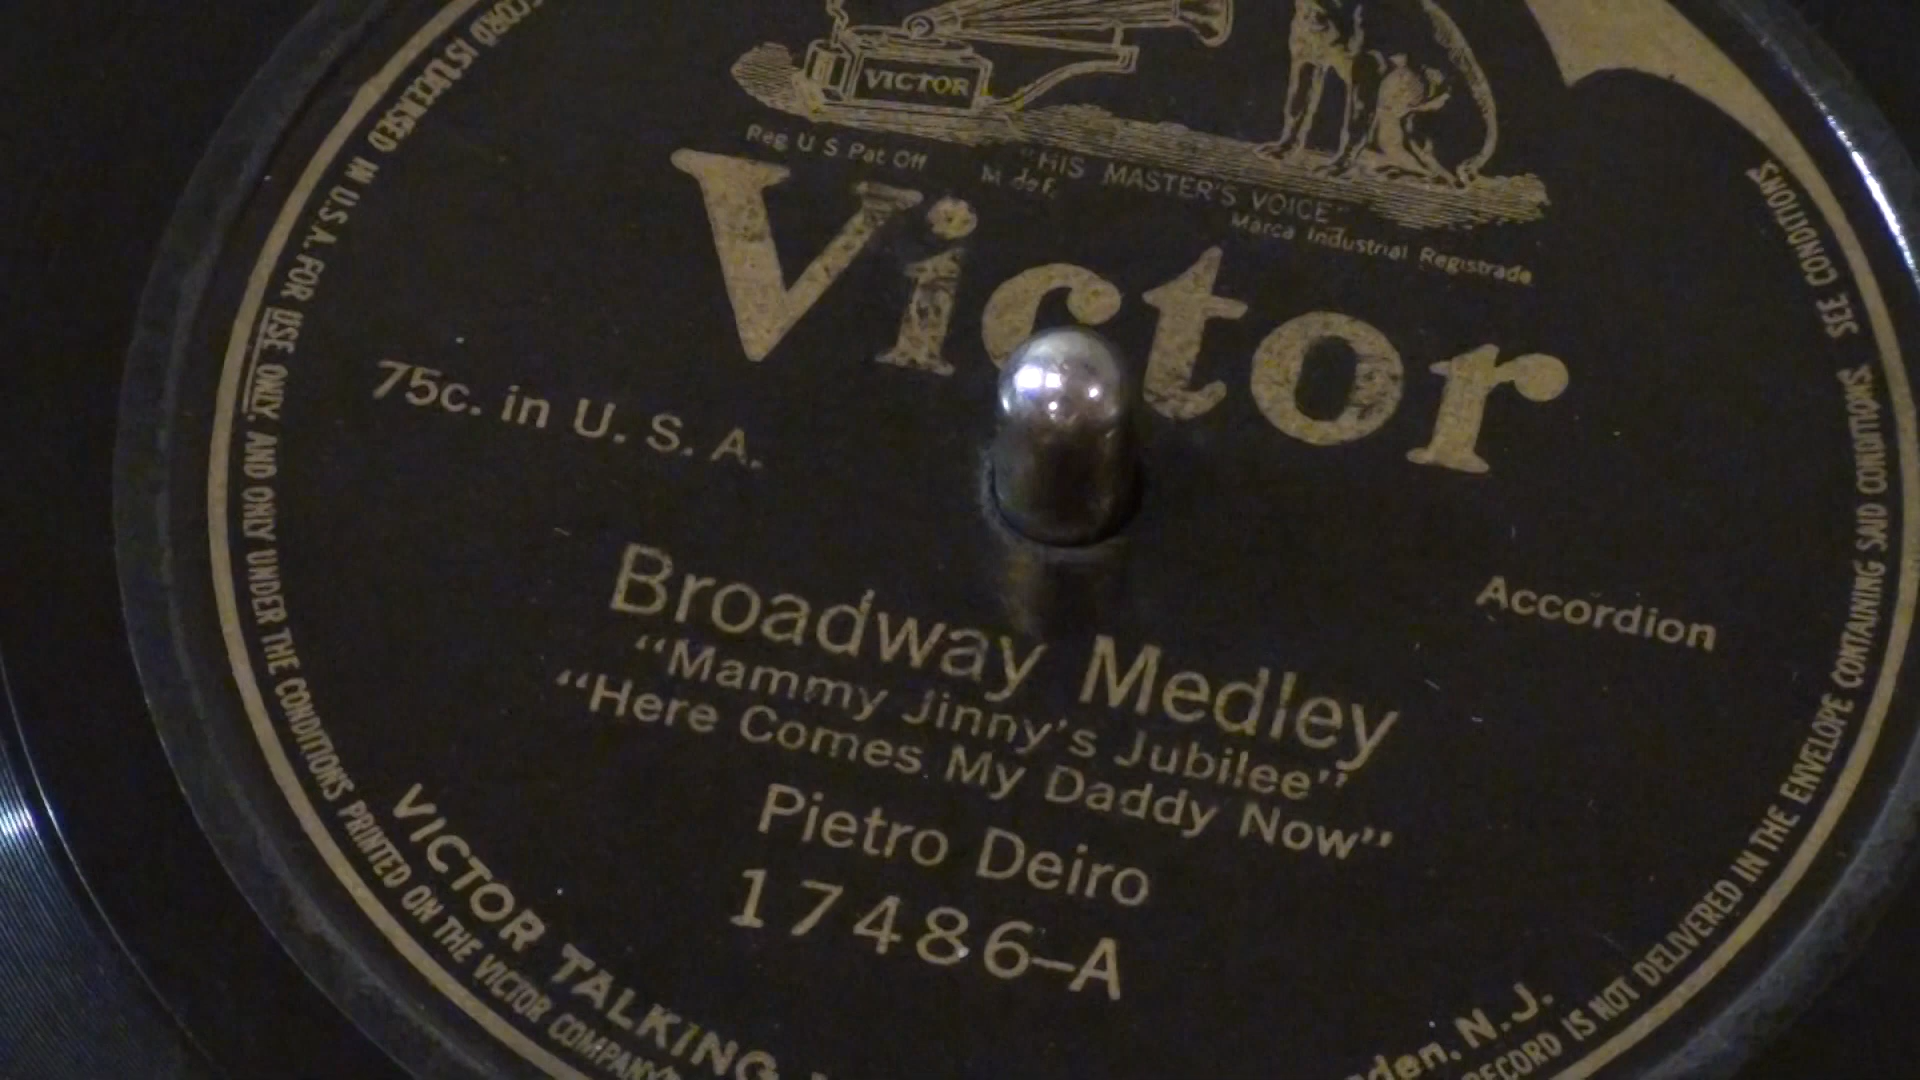 VICTOR
Reg U S Pat Off
M de F.
"HIS MASTER'S VOICE"
Marca Industrial Registrada
Victor
75c. in U. S. A.
Accordion
Broadway Medley
“Mammy Jinny's Jubilee”
“Here Comes My Daddy Now”
Pietro Deiro
17486–A
VICTOR TALKING
N.J.
IS LICENSED IN U.S.A. FOR USE ONLY, AND ONLY UNDER THE CONDITIONS PRINTED ON THE VICTOR COMPANY'S
RECORD IS NOT DELIVERED IN THE ENVELOPE CONTAINING SAID CONDITIONS. SEE CONDITIONS